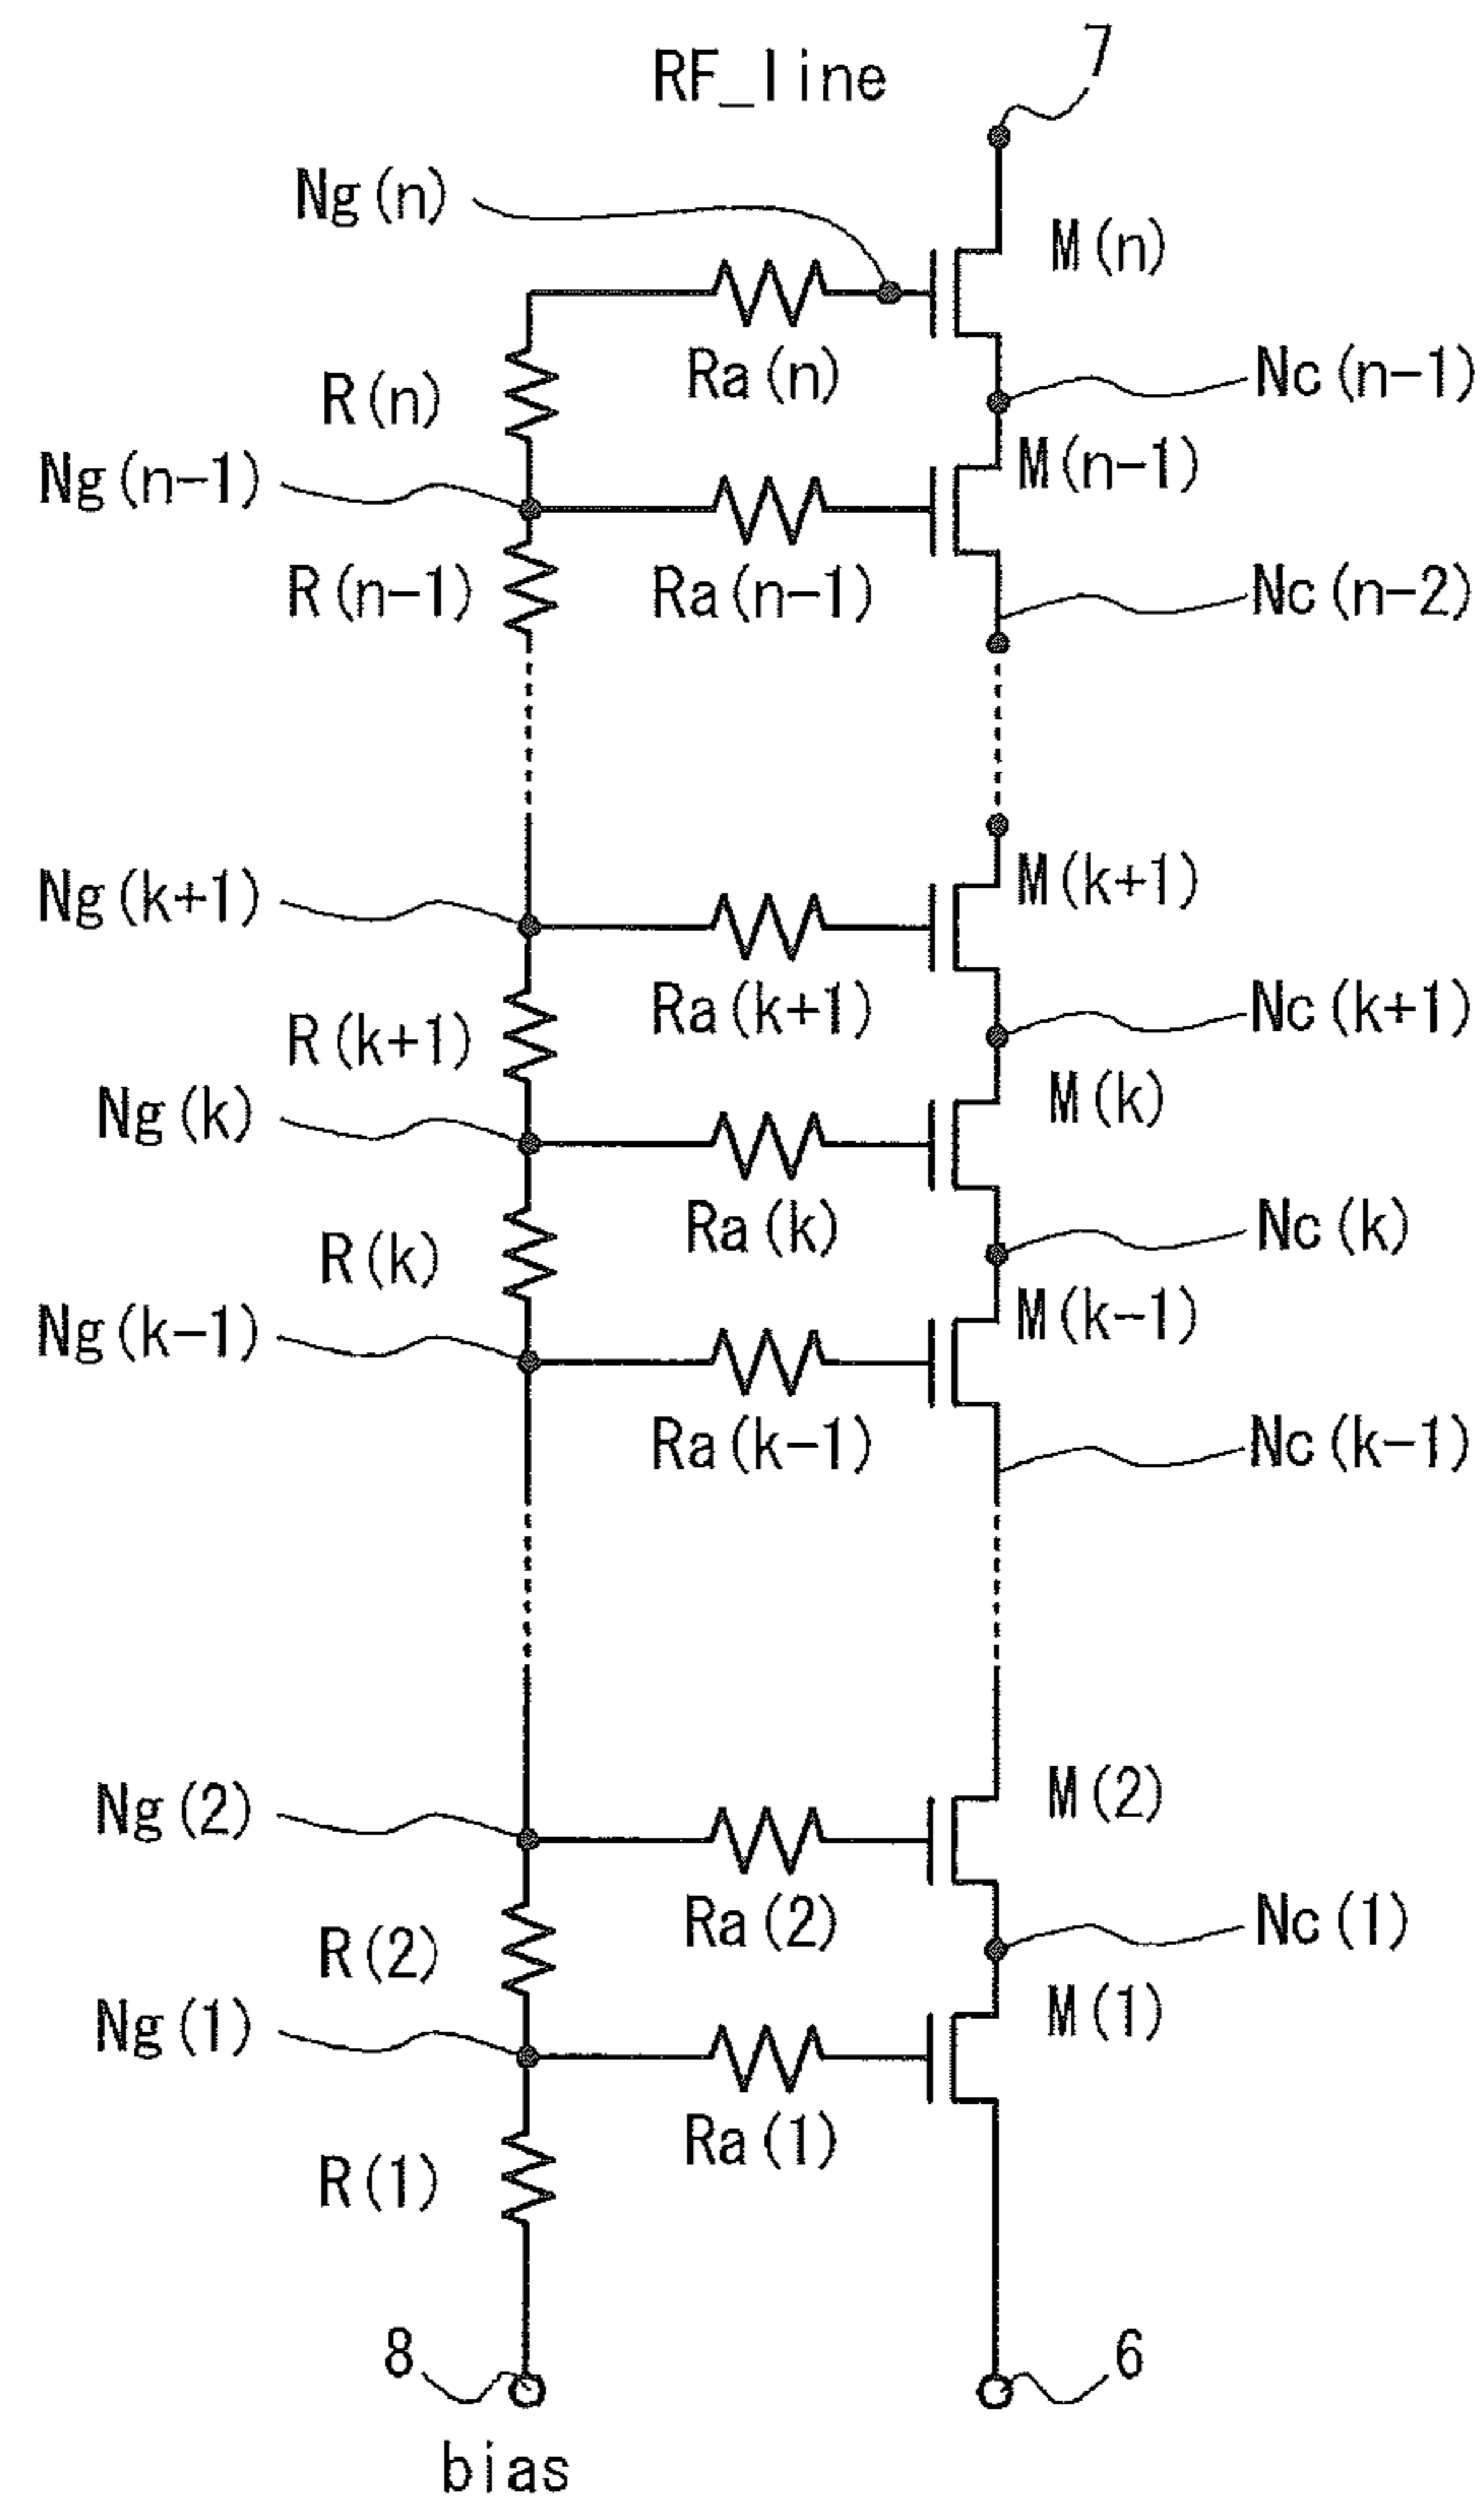 7
RF_line
Ng(n)
M(n)
Ra(n)
Nc(n-1)
R(n)
Ng(n-1)
M(n-1)
R(n-1)
Ra(n-1)
Nc(n-2)
Ng(k+1)
M(k+1)
Ra(k+1)
Nc(k+1)
R(k+1)
Ng(k)
M(k)
Ra(k)
Nc(k)
R(k)
Ng(k-1)
M(k-1)
Ra(k-1)
Nc(k-1)
Ng(2)
M(2)
Ra(2)
Nc(1)
R(2)
Ng(1)
M(1)
Ra(1)
R(1)
8
6
bias